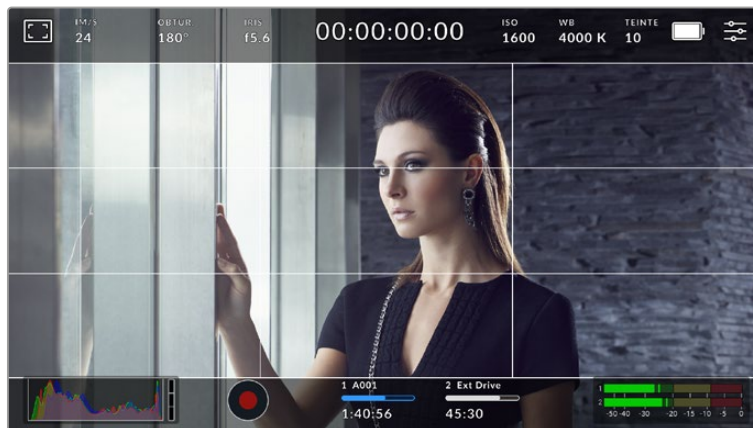 IM/S OBTUR. IRIS 00:00:00:00 ISO WB TEINTE
24 180° f5.6 1600 4000 K 10
1 A001 2 Ext Drive
1:40:56 45:30
1
2
-50 -40 -30 -20 -15 -10 -5 0